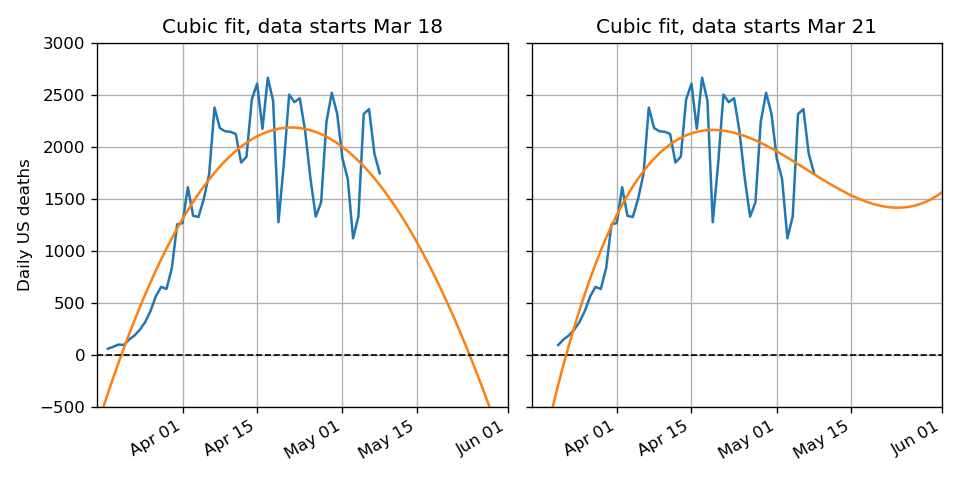 Cubic fit, data starts Mar 18
Cubic fit, data starts Mar 21
Daily US deaths
3000
2500
2000
1500
1000
500
0
−500
Apr 01
Apr 15
May 01
May 15
Jun 01
Apr 01
Apr 15
May 01
May 15
Jun 01